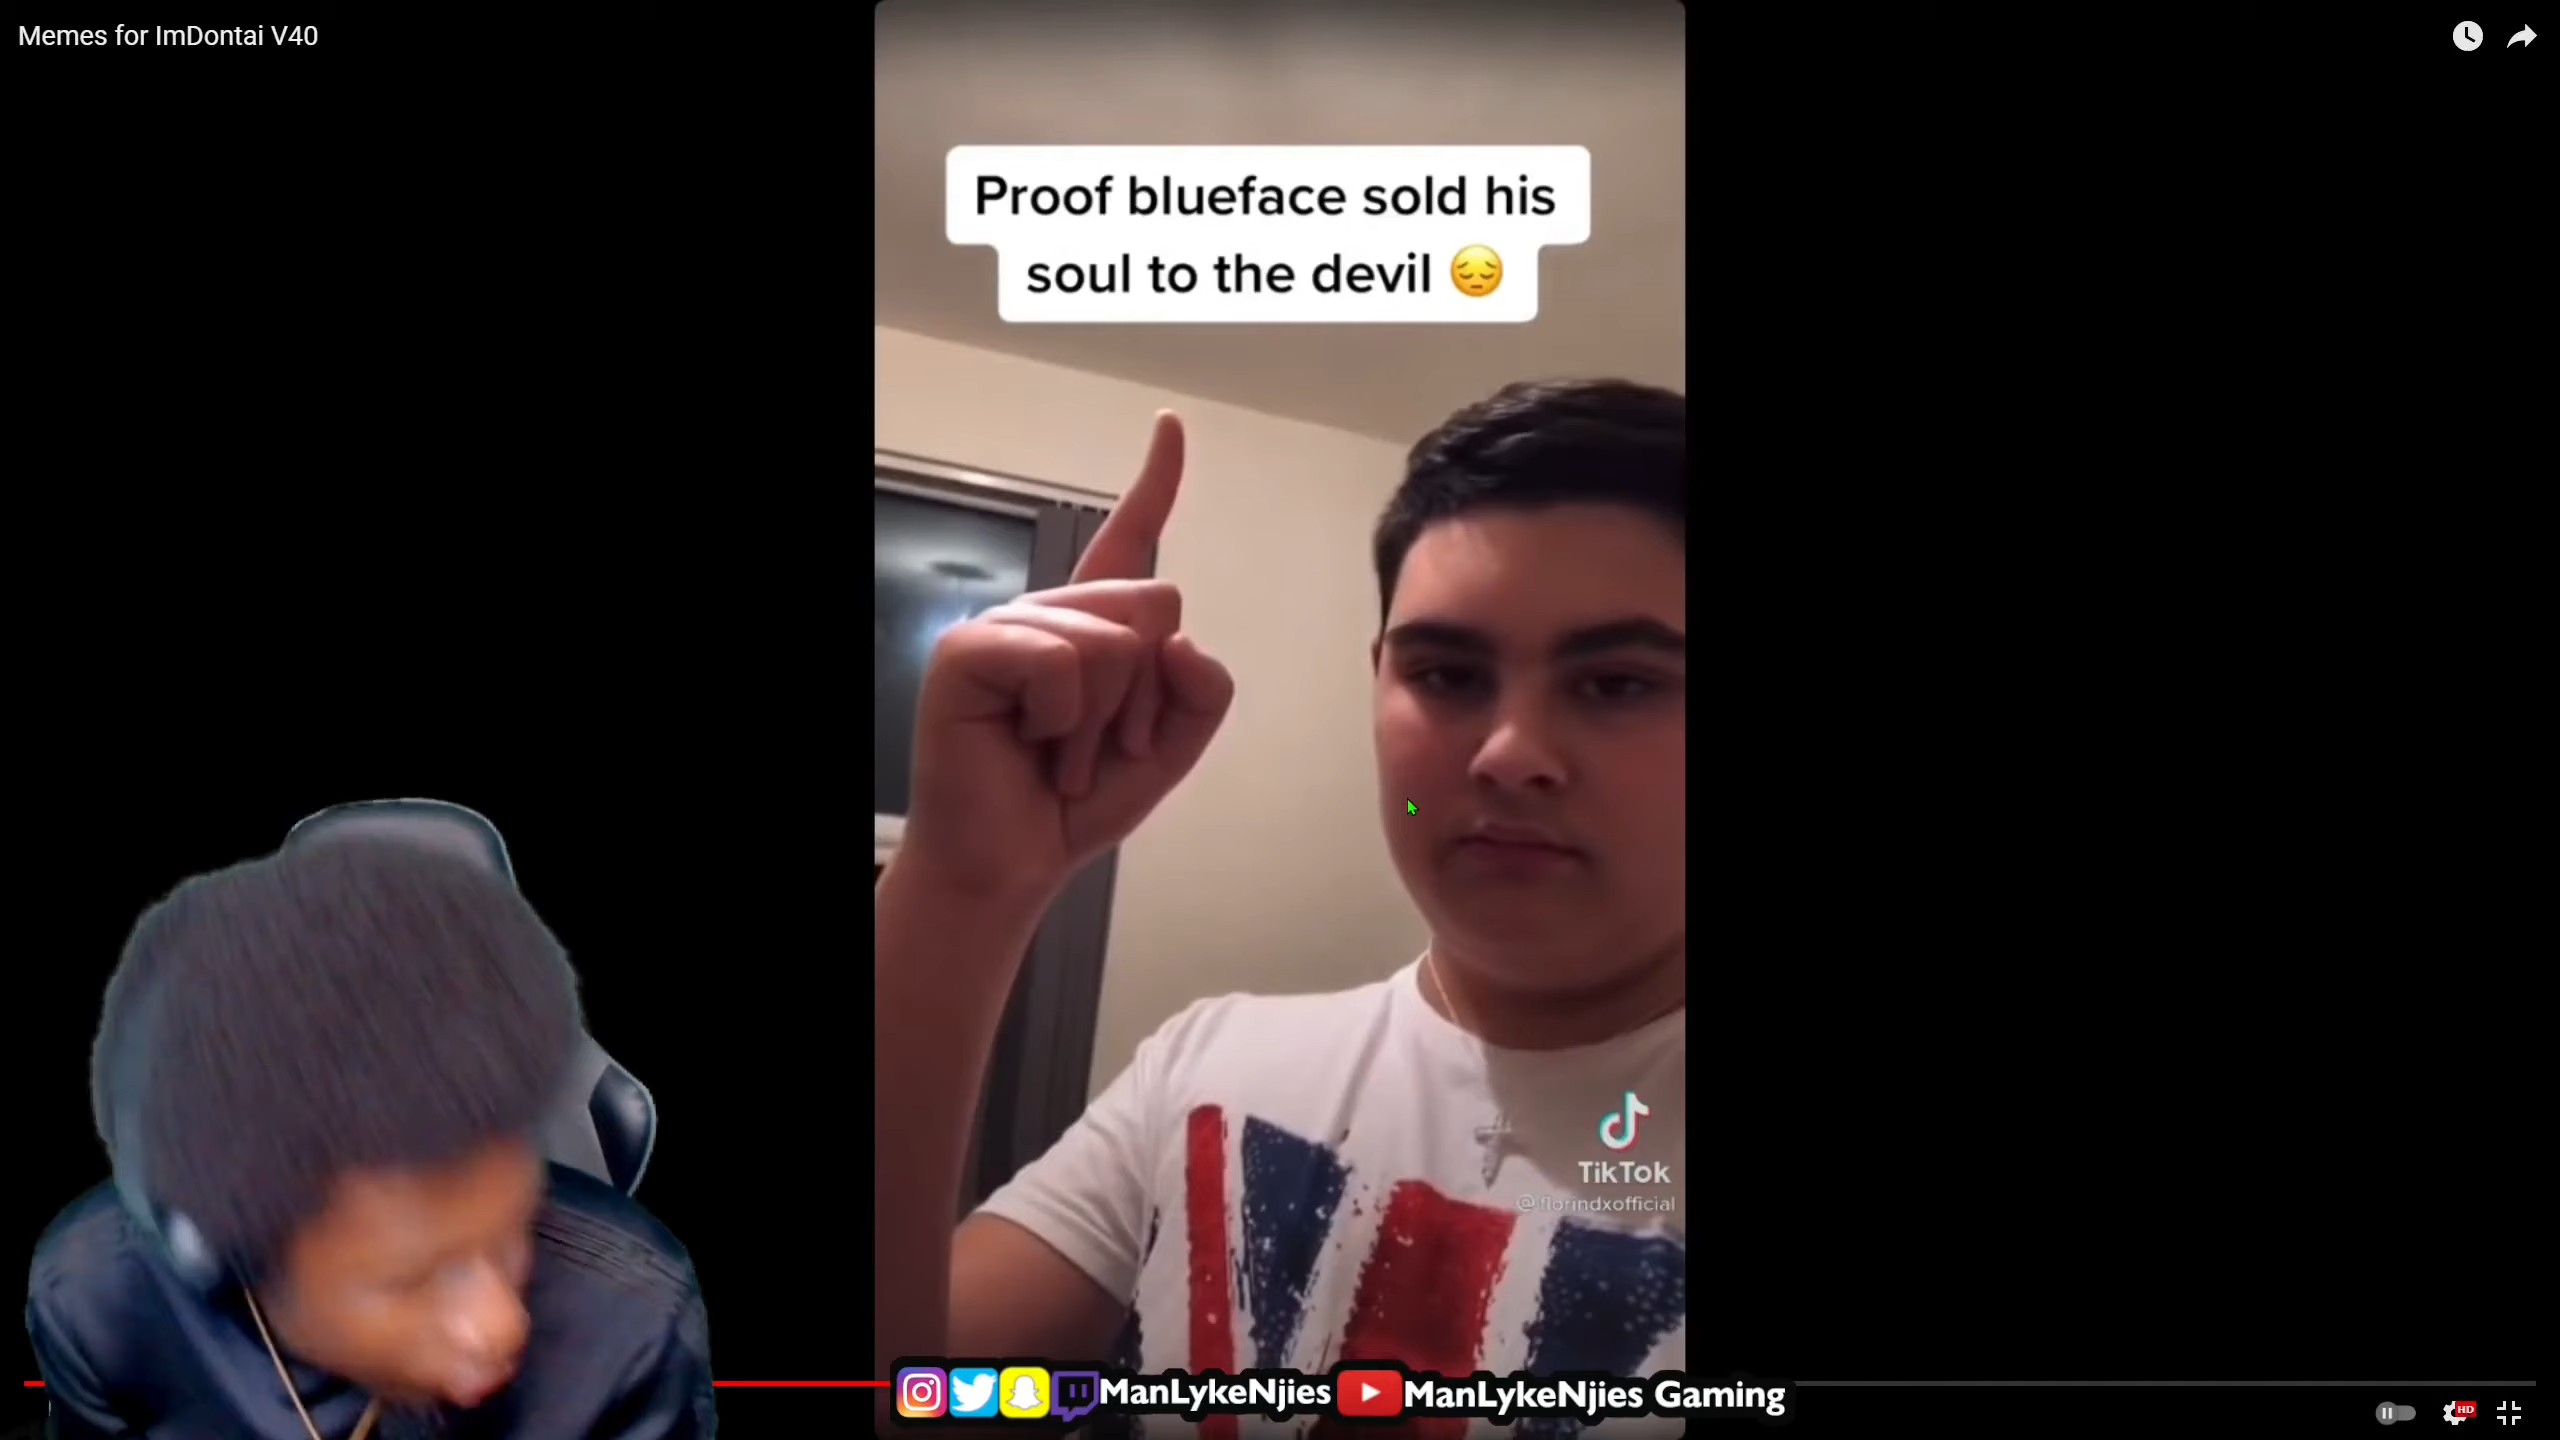 Memes for ImDontai V40
Proof blueface sold his
soul to the devil 😔
TikTok
@florindxofficial
ManLykeNjies ManLykeNjies Gaming
HD